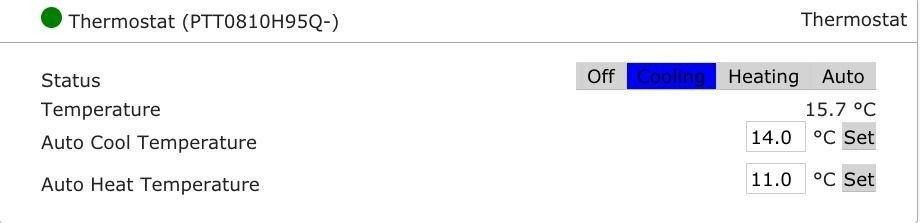 Thermostat (PTT0810H95Q-) Thermostat
Status Off Cooling Heating Auto
Temperature 15.7 °C
Auto Cool Temperature 14.0 °C Set
Auto Heat Temperature 11.0 °C Set